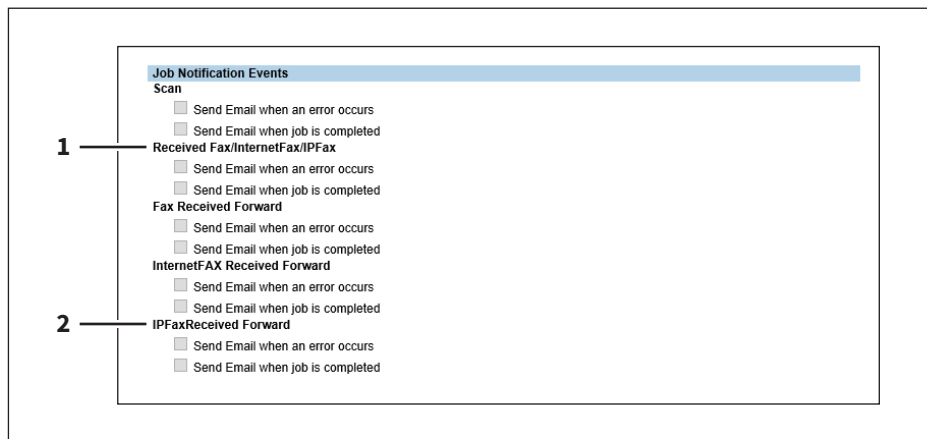 Job Notification Events
Scan
Send Email when an error occurs
Send Email when job is completed
1 Received Fax/InternetFax/IPFax
Send Email when an error occurs
Send Email when job is completed
Fax Received Forward
Send Email when an error occurs
Send Email when job is completed
InternetFAX Received Forward
Send Email when an error occurs
Send Email when job is completed
2 IPFaxReceived Forward
Send Email when an error occurs
Send Email when job is completed